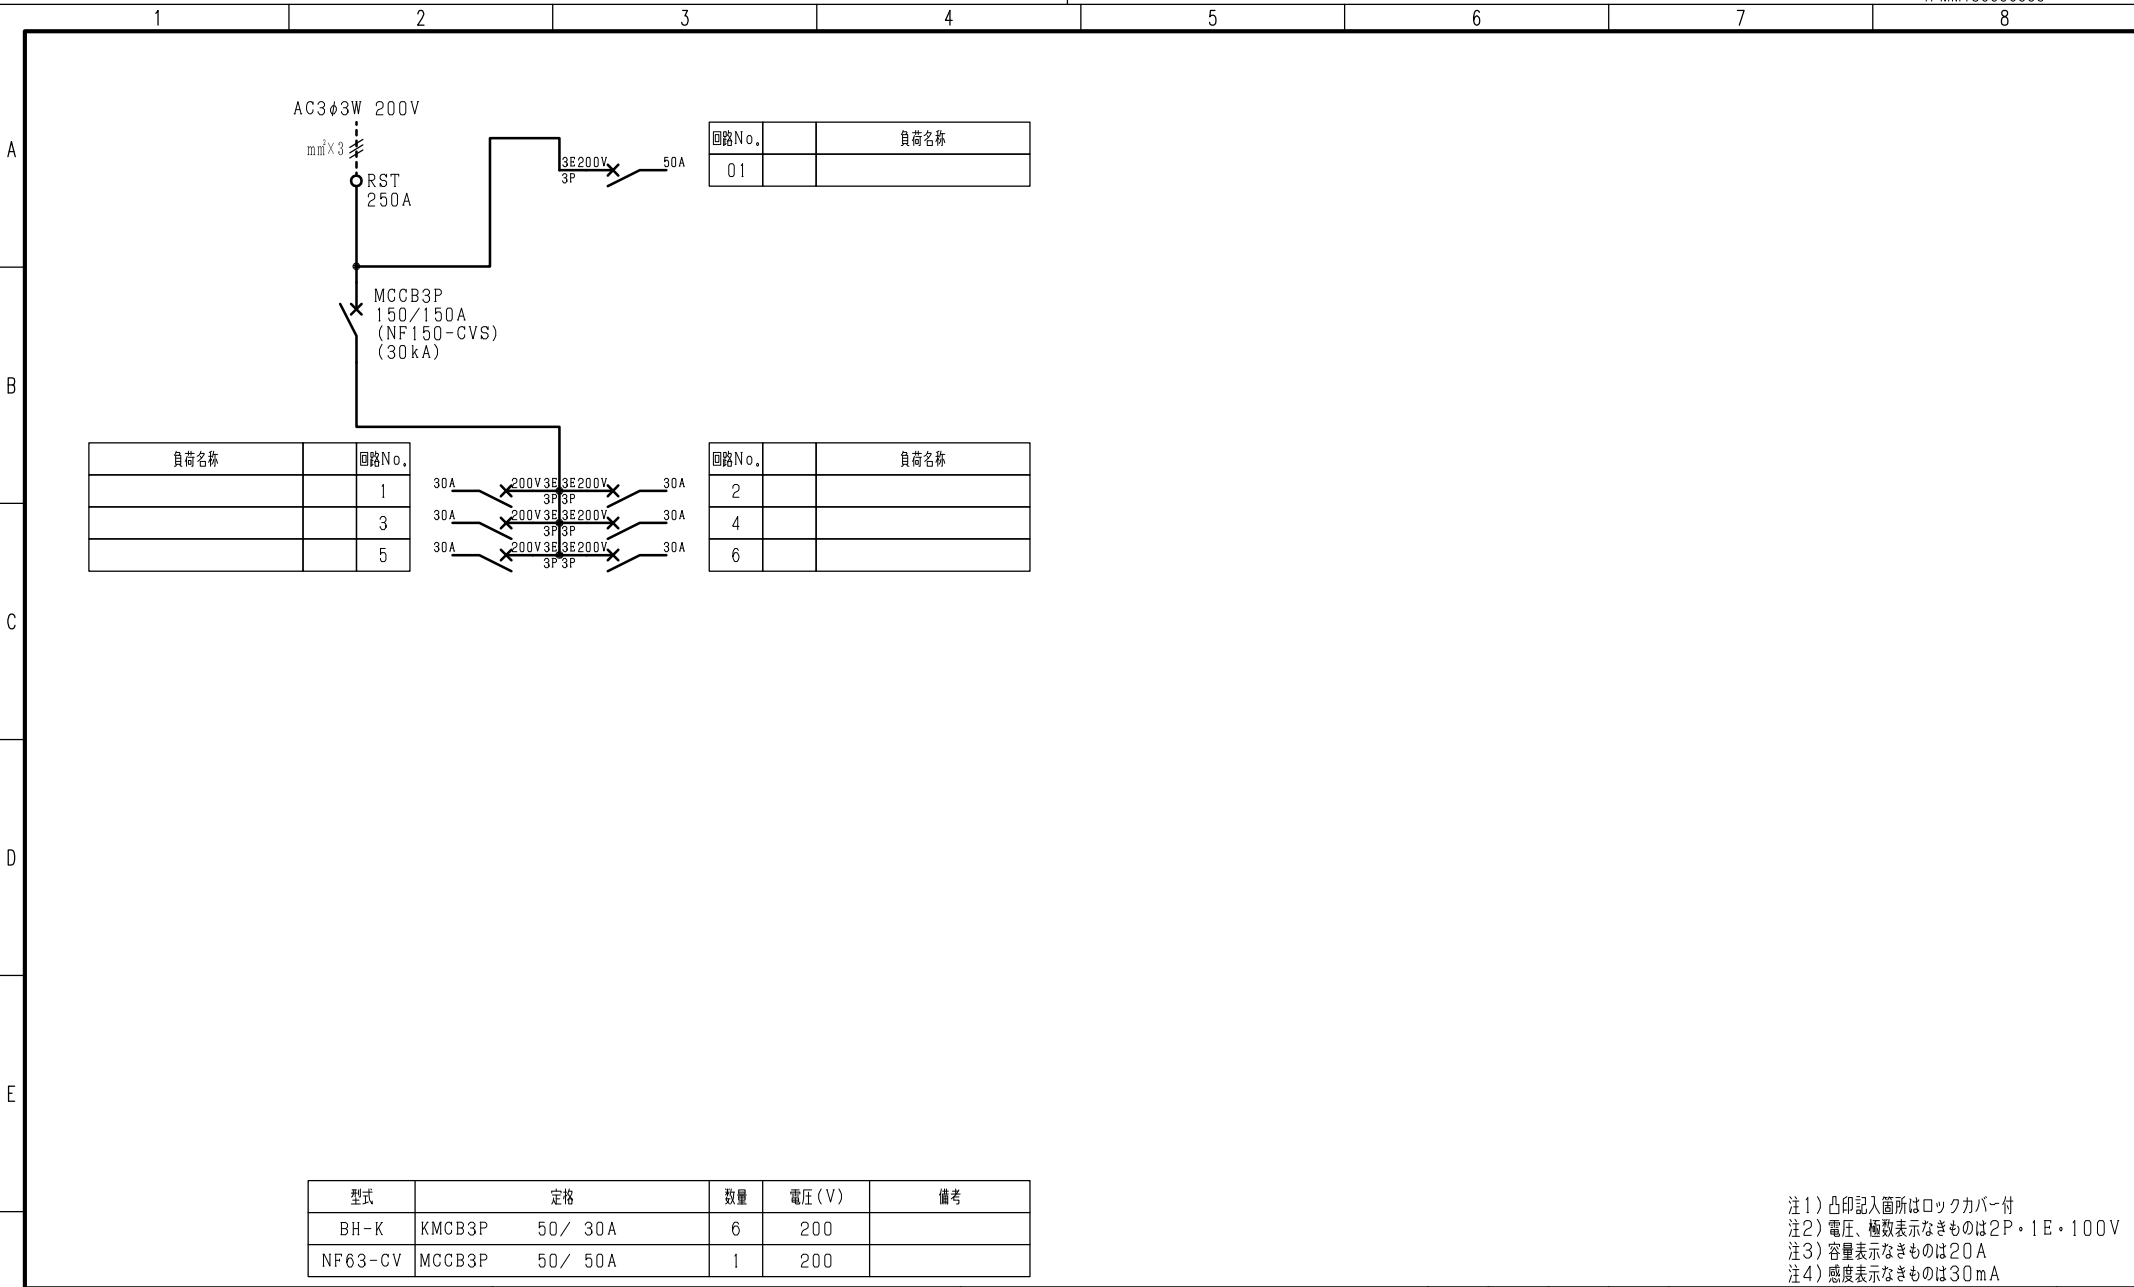 1 2 3 4 5 6 7 8
A
B
C
D
E
AC3φ3W 200V
mm²×3
RST
250A
3E200V 50A
3P
回路No. 負荷名称
01
MCCB3P
150/150A
(NF150-CVS)
(30kA)
負荷名称 回路No.
1
3
5
30A 200V3E 3E200V 30A
3P 3P
30A 200V3E 3E200V 30A
3P 3P
30A 200V3E 3E200V 30A
3P 3P
回路No. 負荷名称
2
4
6
型式 定格 数量 電圧(V) 備考
BH-K KMCB3P 50/ 30A 6 200
NF63-CV MCCB3P 50/ 50A 1 200
注1)凸印記入箇所はロックカバー付
注2)電圧、極数表示なきものは2P・1E・100V
注3)容量表示なきものは20A
注4)感度表示なきものは30mA